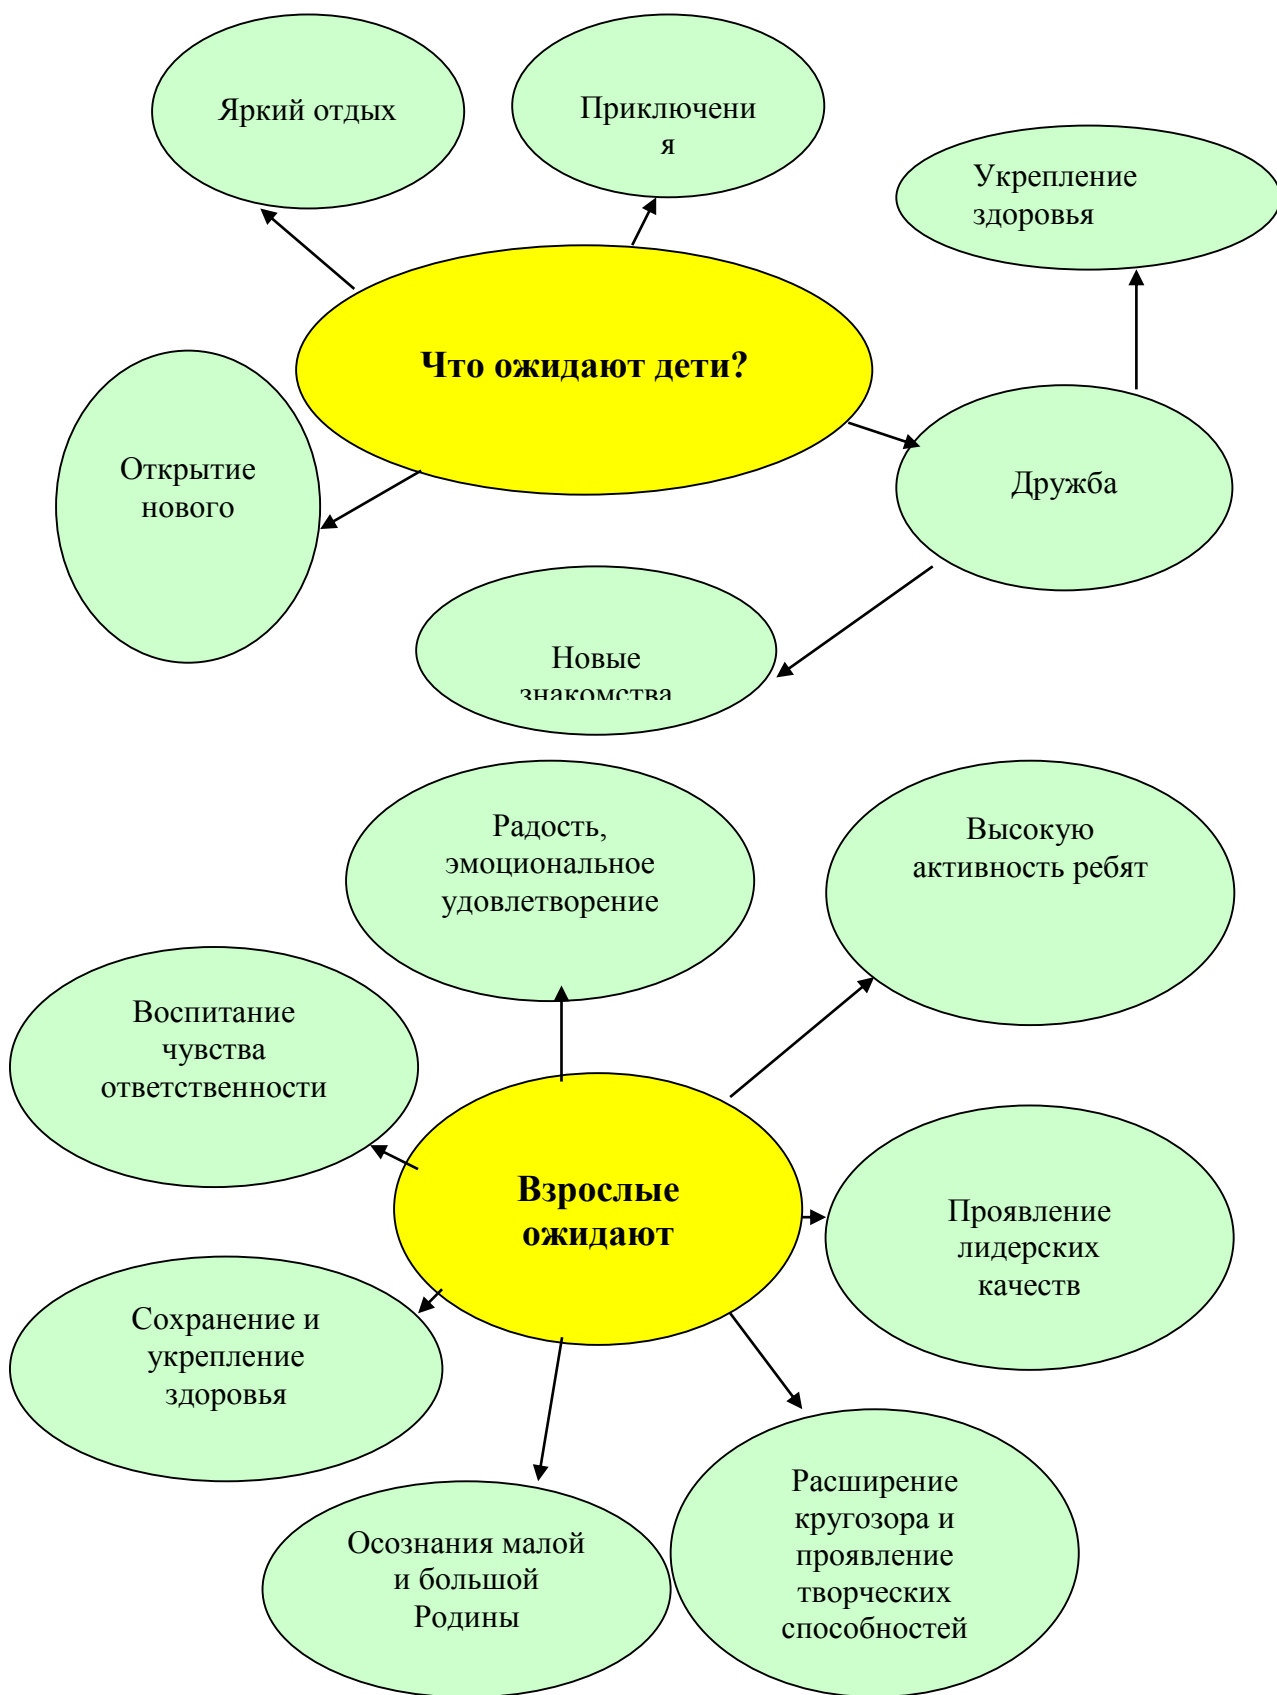 Яркий отдых
Приключени
я
Укрепление
здоровья
Что ожидают дети?
Открытие
нового
Дружба
Новые
знакомства
Радость,
эмоциональное
удовлетворение
Высокую
активность ребят
Воспитание
чувства
ответственности
Взрослые
ожидают
Проявление
лидерских
качеств
Сохранение и
укрепление
здоровья
Осознания малой
и большой
Родины
Расширение
кругозора и
проявление
творческих
способностей